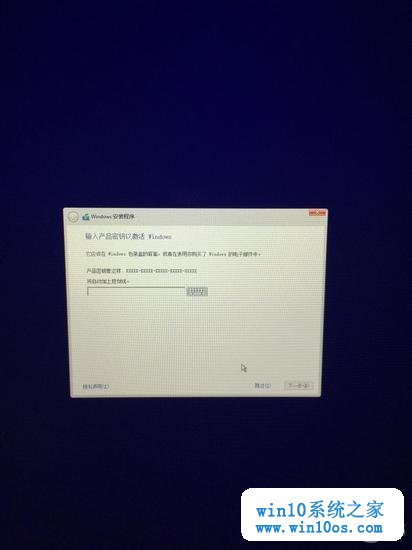 Windows 安装程序
输入产品密钥以激活 Windows
它应该在 Windows 包装盒的背面，或者在表明你购买了 Windows 的电子邮件中。
产品密钥类似这样: XXXXX-XXXXX-XXXXX-XXXXX-XXXXX
将自动加上短划线。
隐私声明(I)
跳过(S)
下一步(N)
win10系统之家
www.win10os.com